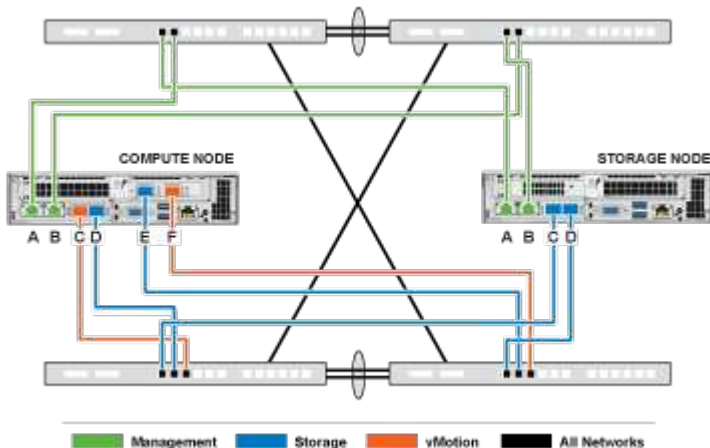 COMPUTE NODE
STORAGE NODE
A B C D E F
A B C D
Management Storage vMotion All Networks